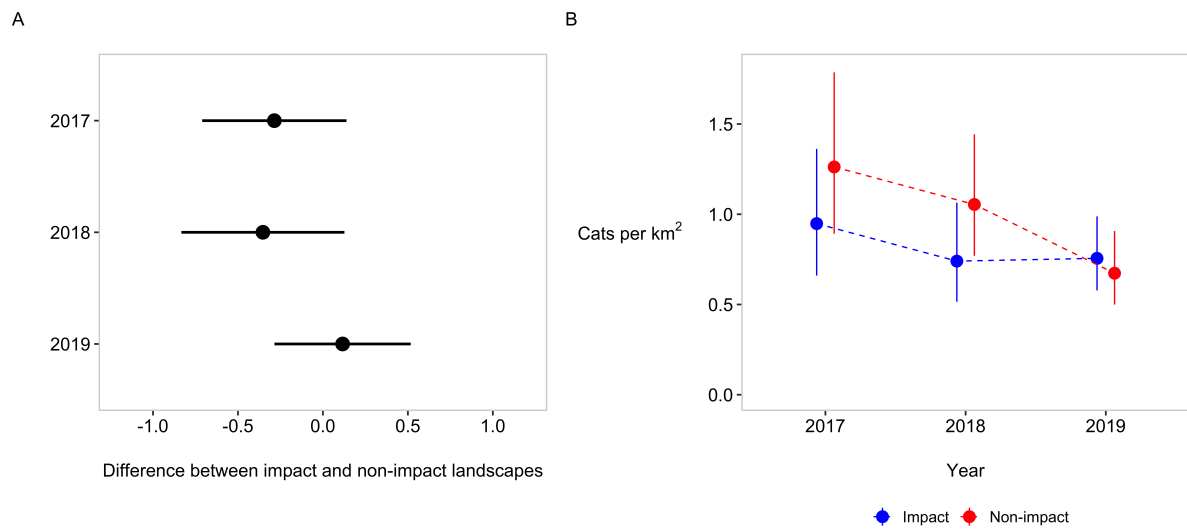 A
2017
2018
2019
-1.0 -0.5 0.0 0.5 1.0
Difference between impact and non-impact landscapes
B
Cats per km²
1.5
1.0
0.5
0.0
2017 2018 2019
Year
Impact Non-impact